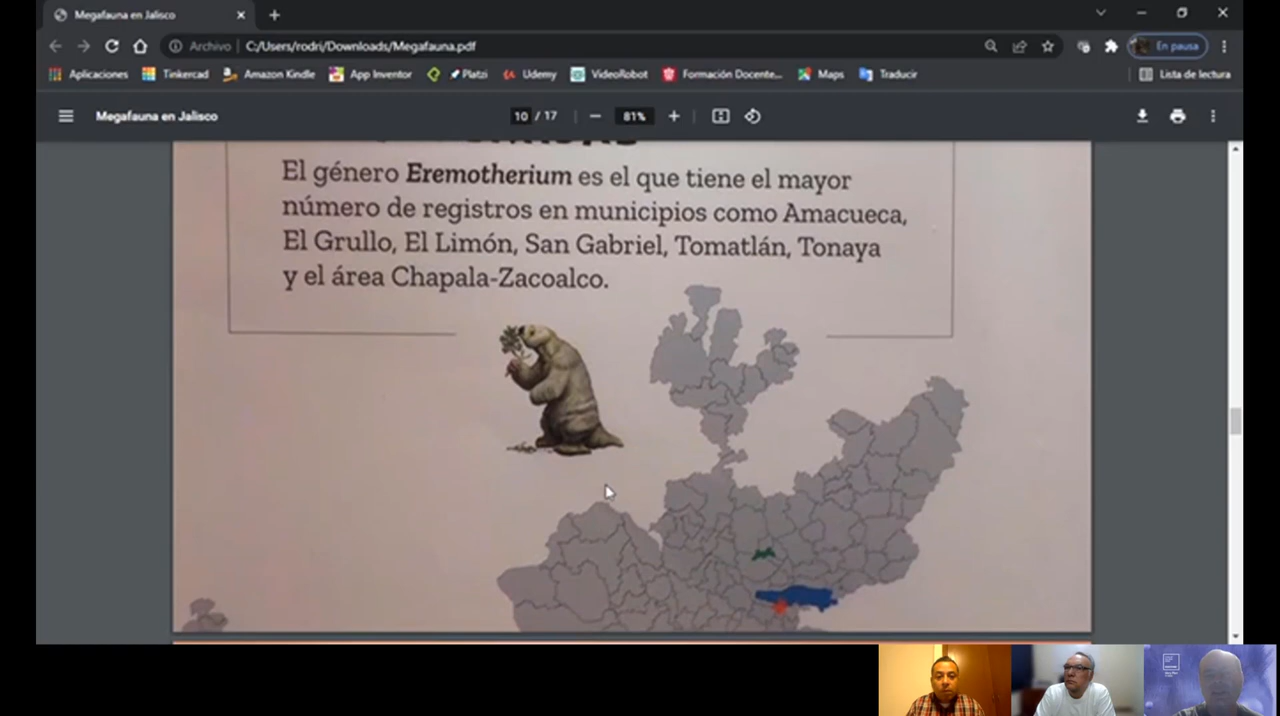 Megafauna en Jalisco
Archivo C:/Users/rodri/Downloads/Megafauna.pdf
En pausa
Aplicaciones Tinkercad Amazon Kindle App Inventor Platzi Udemy VideoRobot Formación Docente... Maps Traducir Lista de lectura
Megafauna en Jalisco 10 / 17 81%
El género Eremotherium es el que tiene el mayor
número de registros en municipios como Amacueca,
El Grullo, El Limón, San Gabriel, Tomatlán, Tonaya
y el área Chapala-Zacoalco.